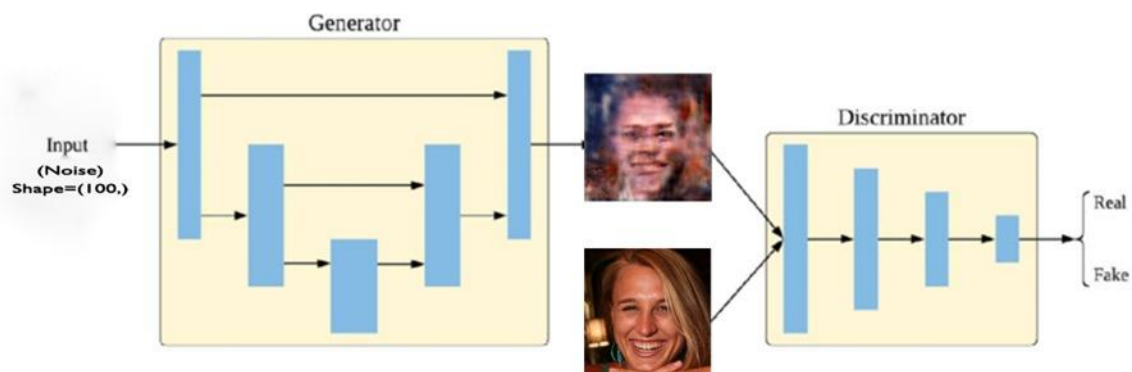 Generator
Input
(Noise)
Shape=(100,)
Discriminator
Real
Fake